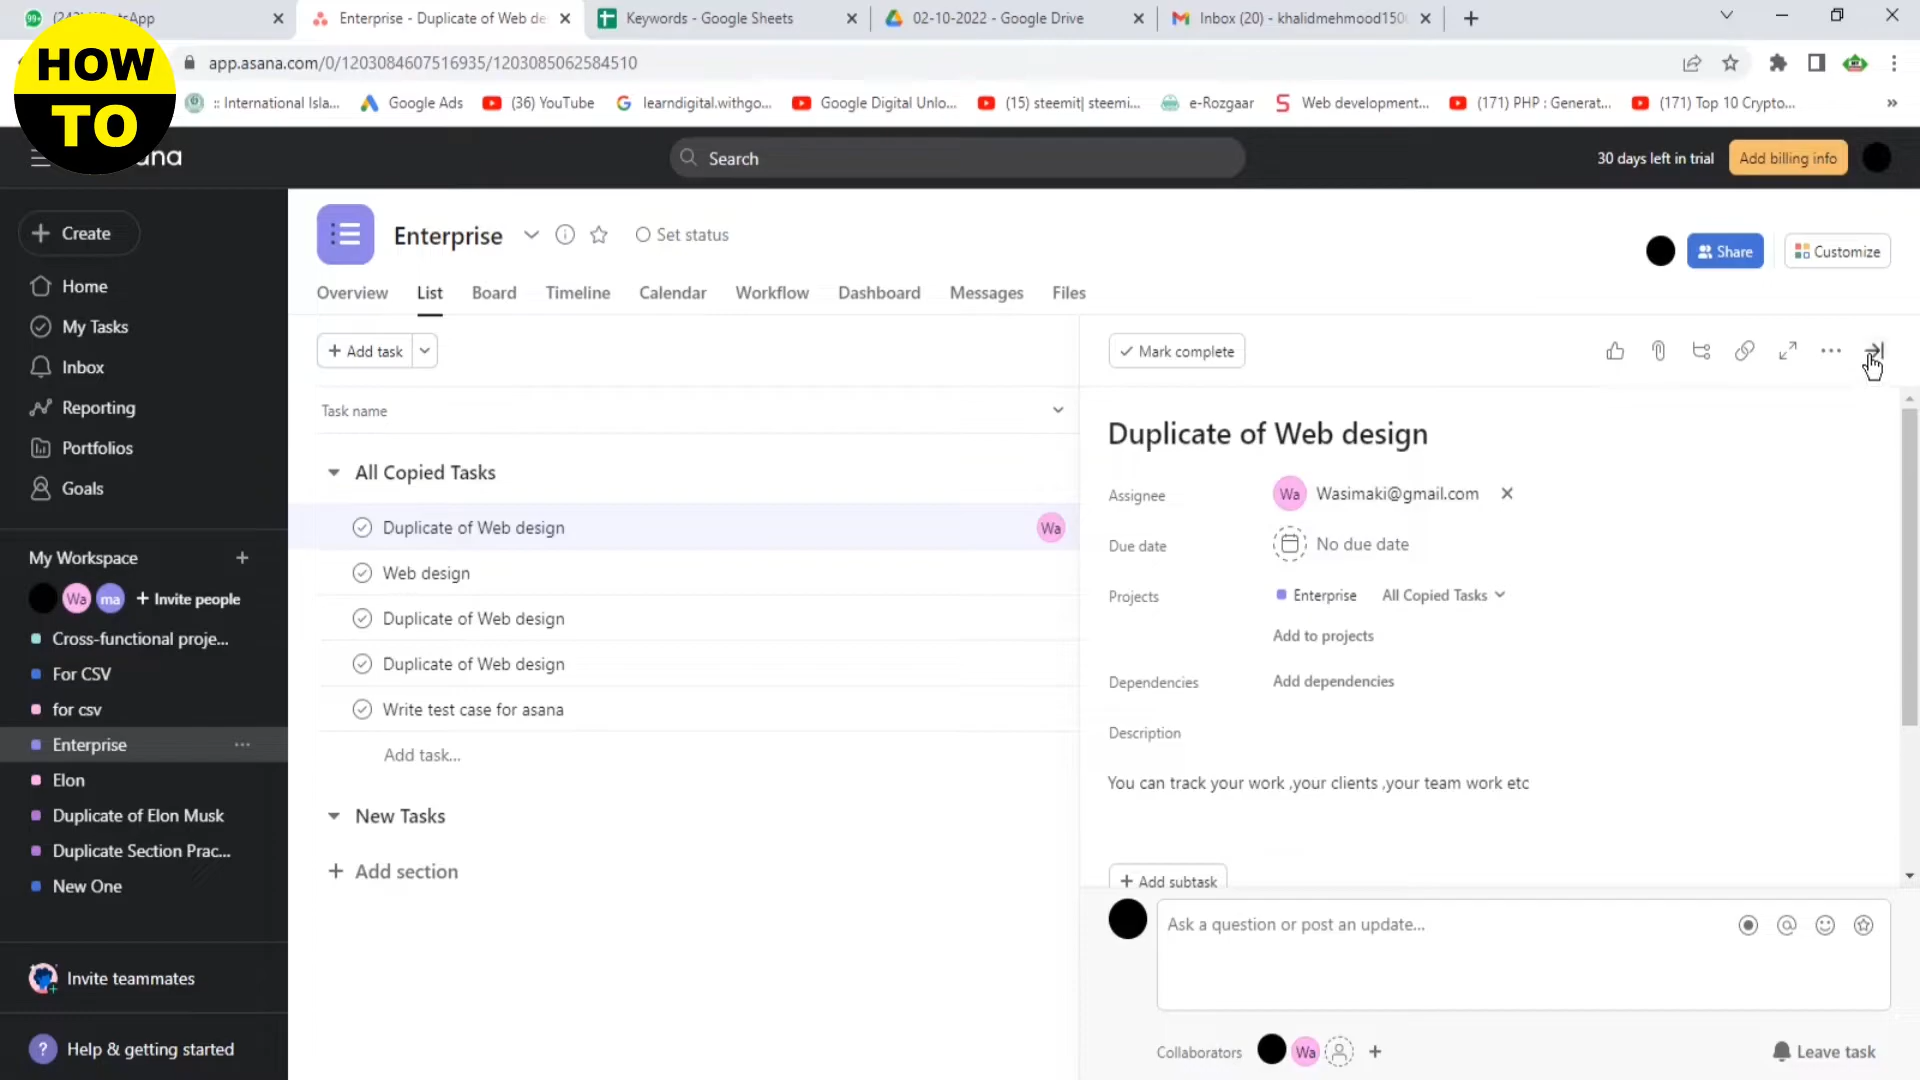 WhatsApp
Enterprise - Duplicate of Web de
Keywords - Google Sheets
02-10-2022 - Google Drive
Inbox (20) - khalidmehmood150
HOW
TO
app.asana.com/0/1203084607516935/1203085062584510
:: International Isla...
Google Ads
(36) YouTube
learndigital.withgo...
Google Digital Unlo...
(15) steemit| steemi...
e-Rozgaar
Web development...
(171) PHP : Generat...
(171) Top 10 Crypto...
ana
Search
30 days left in trial
Add billing info
Create
Home
My Tasks
Inbox
Reporting
Portfolios
Goals
My Workspace
Wa
ma
Invite people
Cross-functional proje...
For CSV
for csv
Enterprise
Elon
Duplicate of Elon Musk
Duplicate Section Prac...
New One
Invite teammates
? Help & getting started
Enterprise
Set status
Share
Customize
Overview List Board Timeline Calendar Workflow Dashboard Messages Files
+ Add task
Task name
All Copied Tasks
Duplicate of Web design
Wa
Web design
Duplicate of Web design
Duplicate of Web design
Write test case for asana
Add task...
New Tasks
+ Add section
Mark complete
Duplicate of Web design
Assignee Wa Wasimaki@gmail.com
Due date No due date
Projects Enterprise All Copied Tasks
Add to projects
Dependencies Add dependencies
Description
You can track your work ,your clients ,your team work etc
+ Add subtask
Ask a question or post an update...
Collaborators Wa +
Leave task